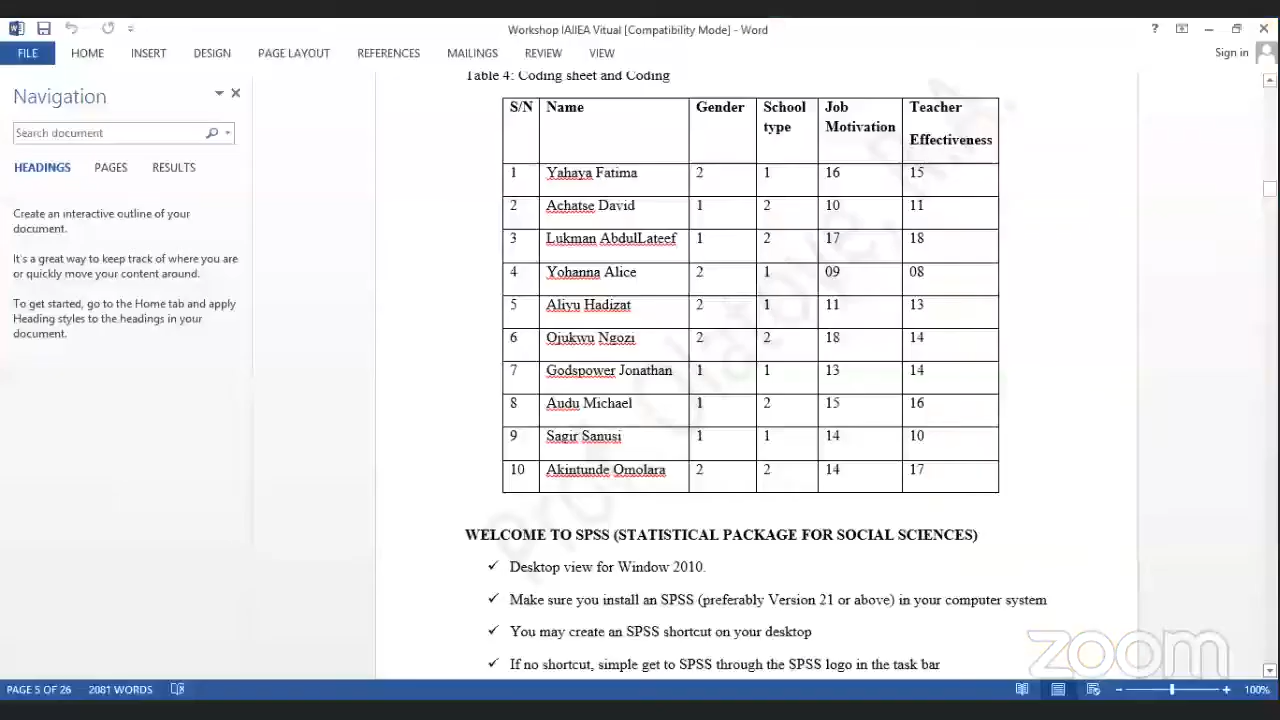 Workshop IAIIEA Vitual [Compatibility Mode] - Word
?
FILE HOME INSERT DESIGN PAGE LAYOUT REFERENCES MAILINGS REVIEW VIEW Sign in
Navigation
Search document
HEADINGS PAGES RESULTS
Create an interactive outline of your
document.
It's a great way to keep track of where you are
or quickly move your content around.
To get started, go to the Home tab and apply
Heading styles to the headings in your
document.
Table 4: Coding sheet and Coding
S/N Name Gender School type Job Motivation Teacher Effectiveness
1 Yahaya Fatima 2 1 16 15
2 Achatse David 1 2 10 11
3 Lukman AbdulLateef 1 2 17 18
4 Yohanna Alice 2 1 09 08
5 Aliyu Hadizat 2 1 11 13
6 Ojukwu Ngozi 2 2 18 14
7 Godspower Jonathan 1 1 13 14
8 Audu Michael 1 2 15 16
9 Sagir Sanusi 1 1 14 10
10 Akintunde Omolara 2 2 14 17
WELCOME TO SPSS (STATISTICAL PACKAGE FOR SOCIAL SCIENCES)
✓ Desktop view for Window 2010.
✓ Make sure you install an SPSS (preferably Version 21 or above) in your computer system
✓ You may create an SPSS shortcut on your desktop
✓ If no shortcut, simple get to SPSS through the SPSS logo in the task bar
zoom
PAGE 5 OF 26 2081 WORDS 100%